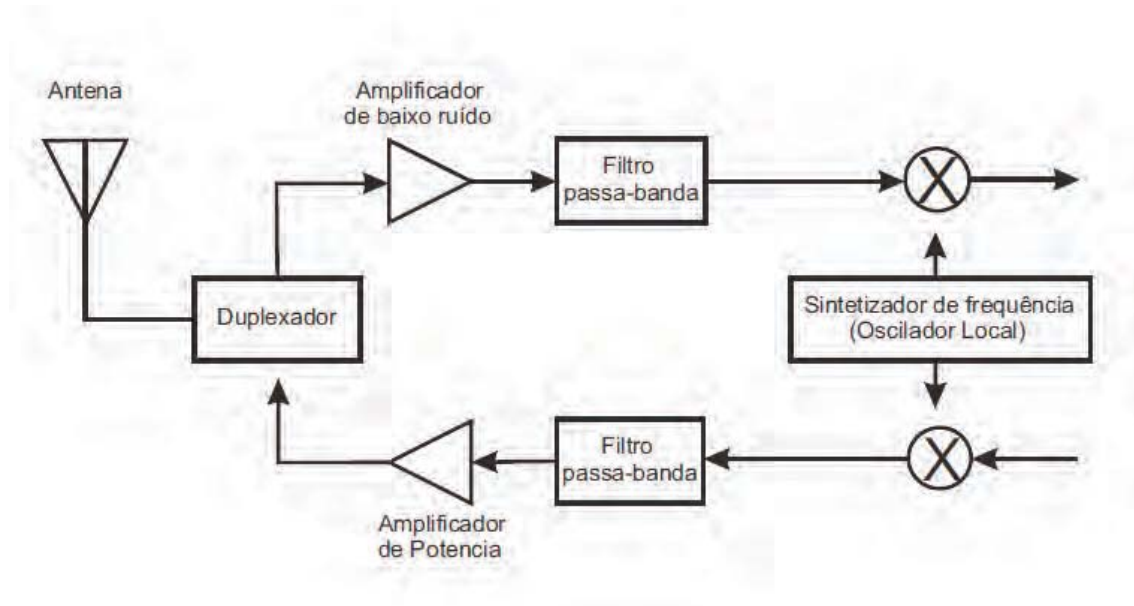 Antena
Amplificador
de baixo ruído
Filtro
passa-banda
X
Duplexador
Sintetizador de frequência
(Oscilador Local)
Filtro
passa-banda
X
Amplificador
de Potencia